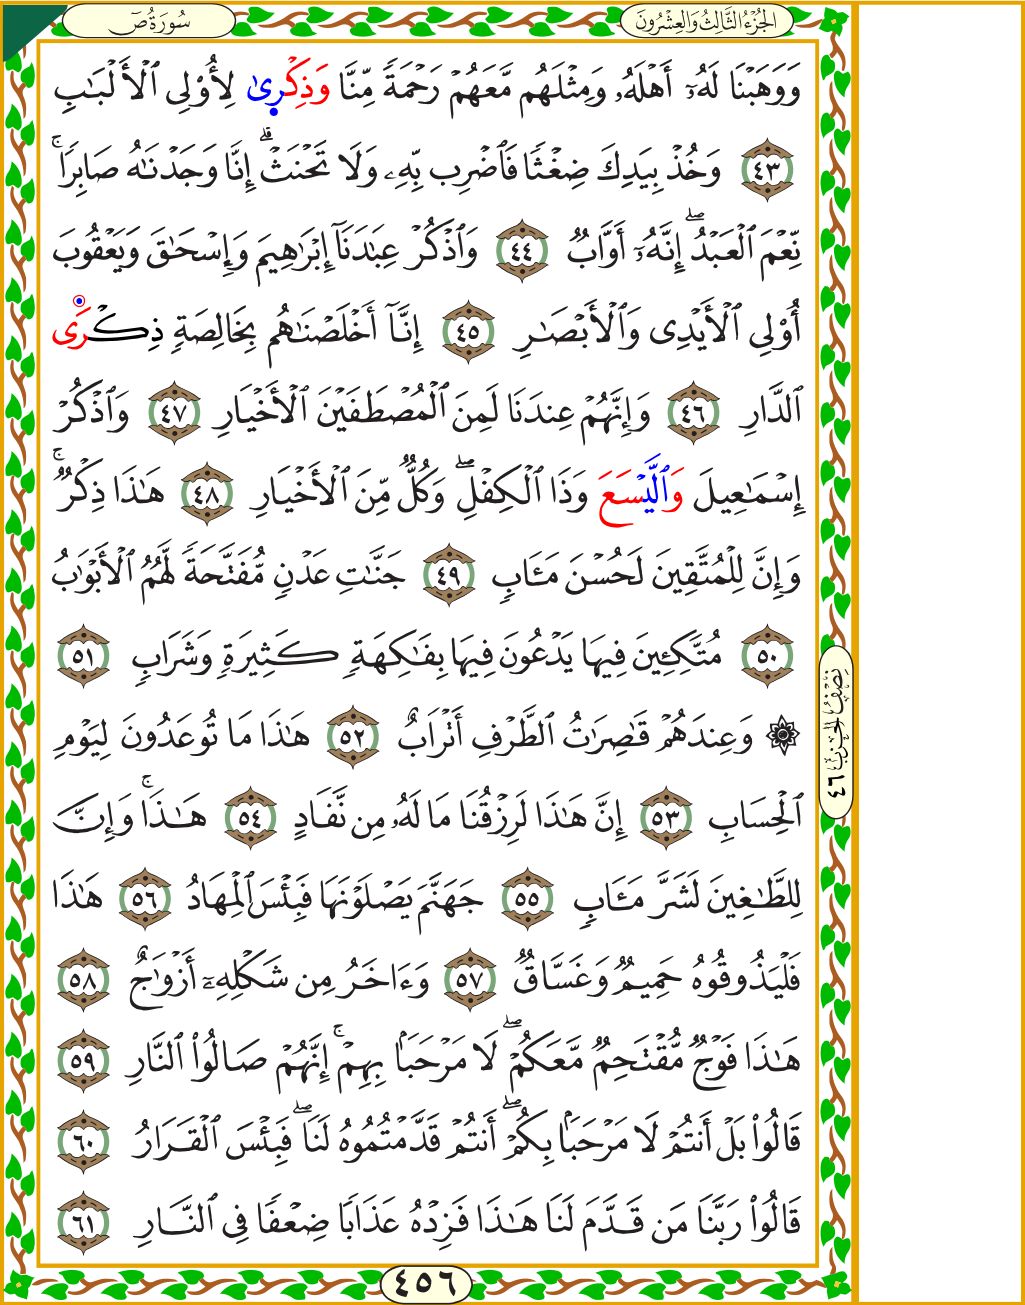 سُورَةُ صٓ
الجُزْءُ الثَّالِثُ وَالعِشْرُونَ
وَوَهَبْنَا لَهُۥٓ أَهْلَهُۥ وَمِثْلَهُم مَّعَهُمْ رَحْمَةً مِّنَّا وَذِكْرِىٰ لِأُو۟لِى ٱلْأَلْبَٰبِ
٤٣ وَخُذْ بِيَدِكَ ضِغْثًا فَٱضْرِب بِّهِۦ وَلَا تَحْنَثْ ۗ إِنَّا وَجَدْنَٰهُ صَابِرًا ۚ
نِّعْمَ ٱلْعَبْدُ ۖ إِنَّهُۥٓ أَوَّابٌ ٤٤ وَٱذْكُرْ عِبَٰدَنَآ إِبْرَٰهِيمَ وَإِسْحَٰقَ وَيَعْقُوبَ
أُو۟لِى ٱلْأَيْدِى وَٱلْأَبْصَٰرِ ٤٥ إِنَّآ أَخْلَصْنَٰهُم بِخَالِصَةٍ ذِكْرَى
ٱلدَّارِ ٤٦ وَإِنَّهُمْ عِندَنَا لَمِنَ ٱلْمُصْطَفَيْنَ ٱلْأَخْيَارِ ٤٧ وَٱذْكُرْ
إِسْمَٰعِيلَ وَٱلَّيْسَعَ وَذَا ٱلْكِفْلِ ۖ وَكُلٌّ مِّنَ ٱلْأَخْيَارِ ٤٨ هَٰذَا ذِكْرٌ ۚ
وَإِنَّ لِلْمُتَّقِينَ لَحُسْنَ مَـَٔابٍ ٤٩ جَنَّٰتِ عَدْنٍ مُّفَتَّحَةً لَّهُمُ ٱلْأَبْوَٰبُ
٥٠ مُتَّكِـِٔينَ فِيهَا يَدْعُونَ فِيهَا بِفَٰكِهَةٍ كَثِيرَةٍ وَشَرَابٍ ٥١
۞ وَعِندَهُمْ قَٰصِرَٰتُ ٱلطَّرْفِ أَتْرَابٌ ٥٢ هَٰذَا مَا تُوعَدُونَ لِيَوْمِ
ٱلْحِسَابِ ٥٣ إِنَّ هَٰذَا لَرِزْقُنَا مَا لَهُۥ مِن نَّفَادٍ ٥٤ هَٰذَا ۚ وَإِنَّ
لِلطَّٰغِينَ لَشَرَّ مَـَٔابٍ ٥٥ جَهَنَّمَ يَصْلَوْنَهَا فَبِئْسَ ٱلْمِهَادُ ٥٦ هَٰذَا
فَلْيَذُوقُوهُ حَمِيمٌ وَغَسَّاقٌ ٥٧ وَءَاخَرُ مِن شَكْلِهِۦٓ أَزْوَٰجٌ ٥٨
هَٰذَا فَوْجٌ مُّقْتَحِمٌ مَّعَكُمْ ۖ لَا مَرْحَبًۢا بِهِمْ ۚ إِنَّهُمْ صَالُوا۟ ٱلنَّارِ ٥٩
قَالُوا۟ بَلْ أَنتُمْ لَا مَرْحَبًۢا بِكُمْ ۖ أَنتُمْ قَدَّمْتُمُوهُ لَنَا ۖ فَبِئْسَ ٱلْقَرَارُ ٦٠
قَالُوا۟ رَبَّنَا مَن قَدَّمَ لَنَا هَٰذَا فَزِدْهُ عَذَابًا ضِعْفًا فِى ٱلنَّارِ ٦١
نِصْفُ الحِزْبِ ٤٦
٤٥٦